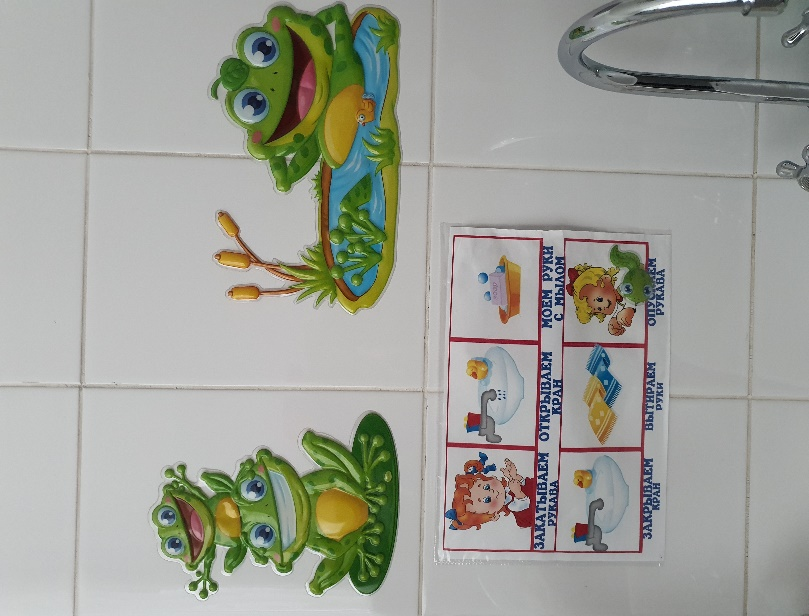 ЗАКАТЫВАЕМ
РУКАВА
ОТКРЫВАЕМ
КРАН
МОЕМ РУКИ
С МЫЛОМ
ЗАКРЫВАЕМ
КРАН
ВЫТИРАЕМ
РУКИ
ОПУСКАЕМ
РУКАВА